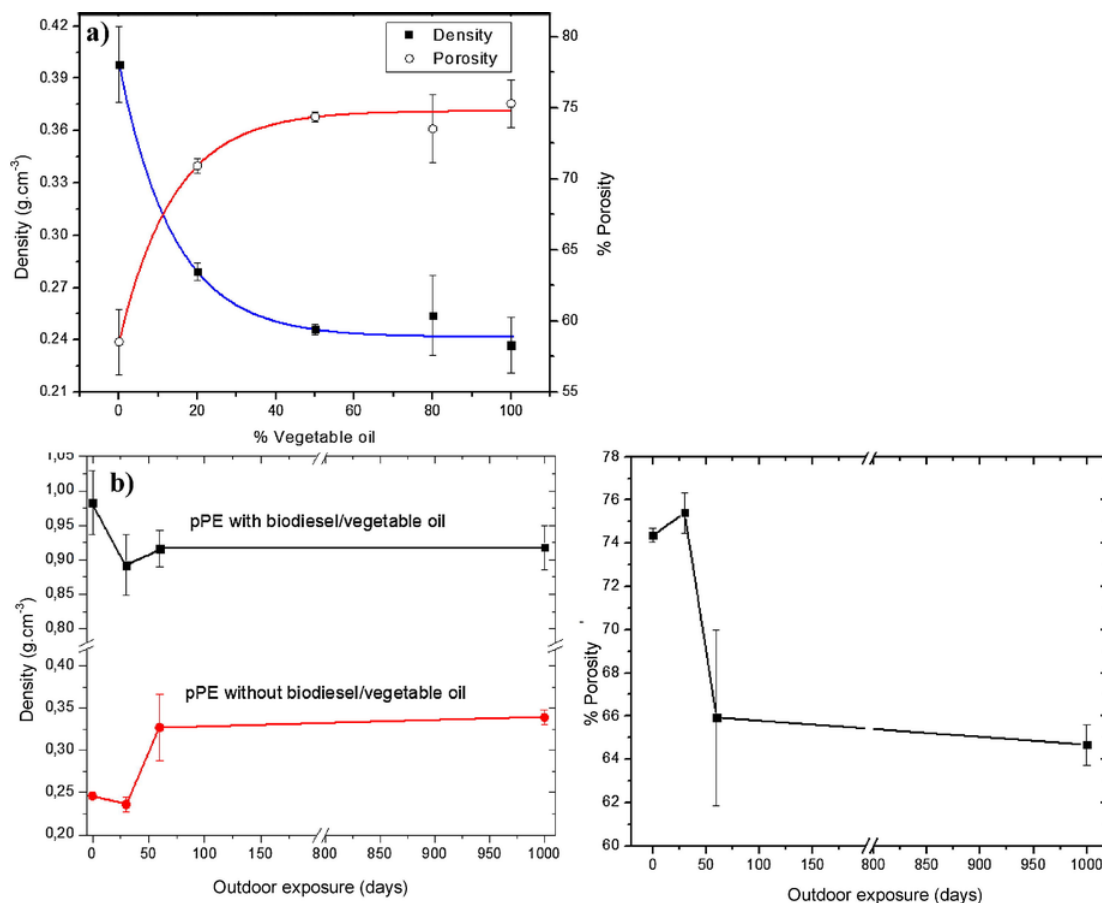 a)
Density
Porosity
0.42
0.39
0.36
0.33
0.30
0.27
0.24
0.21
Density (g.cm-3)
80
75
70
65
60
55
% Porosity
0 20 40 60 80 100
% Vegetable oil
b)
1,05
1,00
0,95
0,90
0,85
0,80
0,40
0,35
0,30
0,25
0,20
Density (g.cm-3)
pPE with biodiesel/vegetable oil
pPE without biodiesel/vegetable oil
0 50 800 850 900 950 1000
Outdoor exposure (days)
78
76
74
72
70
68
66
64
62
60
% Porosity
0 50 800 850 900 950 1000
Outdoor exposure (days)